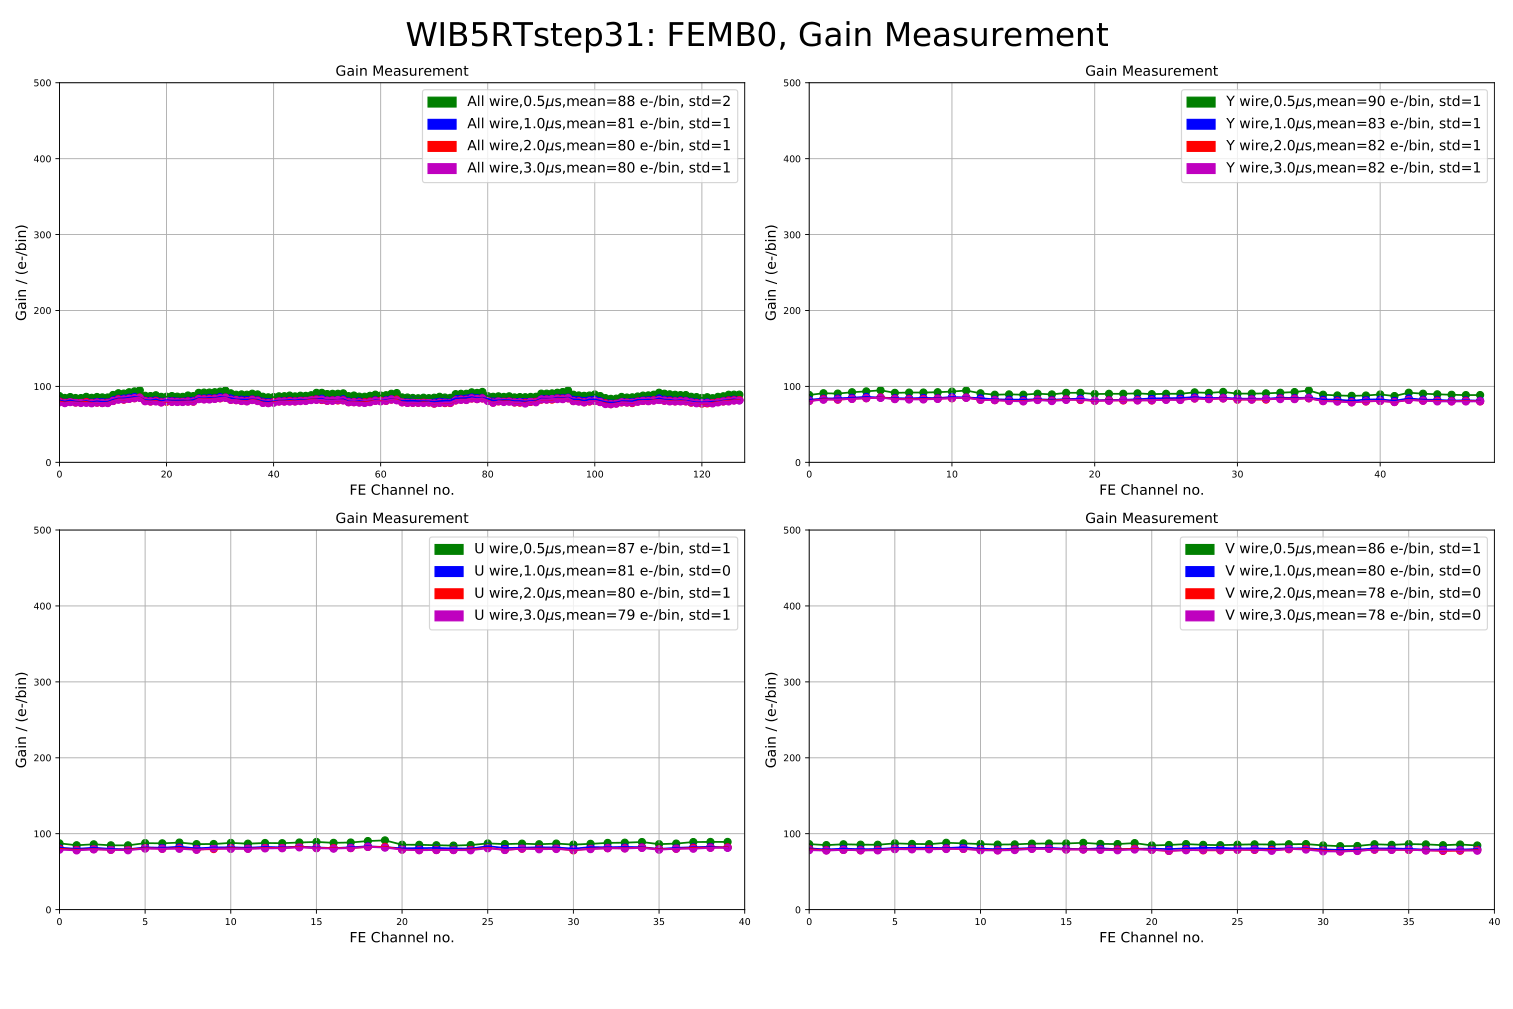 WIB5RTstep31: FEMB0, Gain Measurement
Gain Measurement
500
400
300
200
100
0
Gain / (e-/bin)
All wire,0.5μs,mean=88 e-/bin, std=2
All wire,1.0μs,mean=81 e-/bin, std=1
All wire,2.0μs,mean=80 e-/bin, std=1
All wire,3.0μs,mean=80 e-/bin, std=1
0 20 40 60 80 100 120
FE Channel no.
Gain Measurement
500
400
300
200
100
0
Gain / (e-/bin)
Y wire,0.5μs,mean=90 e-/bin, std=1
Y wire,1.0μs,mean=83 e-/bin, std=1
Y wire,2.0μs,mean=82 e-/bin, std=1
Y wire,3.0μs,mean=82 e-/bin, std=1
0 10 20 30 40
FE Channel no.
Gain Measurement
500
400
300
200
100
0
Gain / (e-/bin)
U wire,0.5μs,mean=87 e-/bin, std=1
U wire,1.0μs,mean=81 e-/bin, std=0
U wire,2.0μs,mean=80 e-/bin, std=1
U wire,3.0μs,mean=79 e-/bin, std=1
0 5 10 15 20 25 30 35 40
FE Channel no.
Gain Measurement
500
400
300
200
100
0
Gain / (e-/bin)
V wire,0.5μs,mean=86 e-/bin, std=1
V wire,1.0μs,mean=80 e-/bin, std=0
V wire,2.0μs,mean=78 e-/bin, std=0
V wire,3.0μs,mean=78 e-/bin, std=0
0 5 10 15 20 25 30 35 40
FE Channel no.